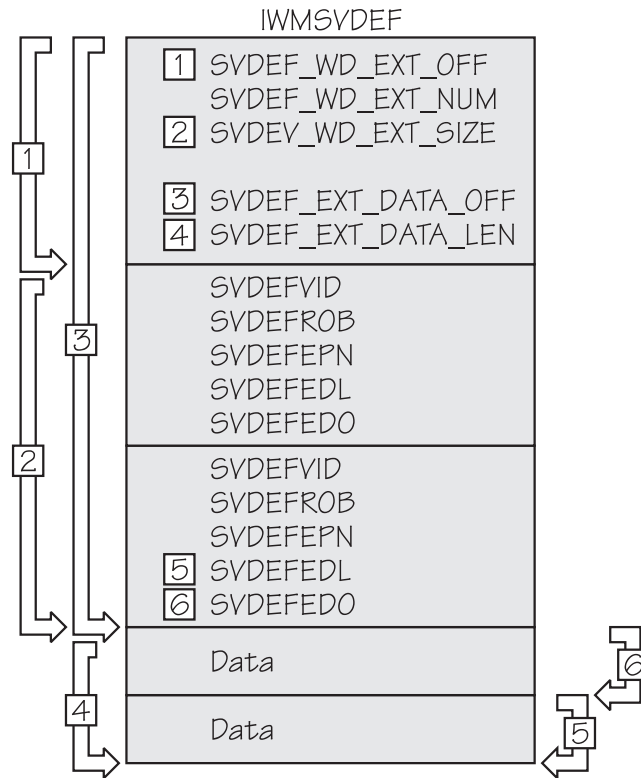 IWMSVDEF
1 SVDEF_WD_EXT_OFF
SVDEF_WD_EXT_NUM
2 SVDEV_WD_EXT_SIZE
3 SVDEF_EXT_DATA_OFF
4 SVDEF_EXT_DATA_LEN
1
SVDEFVID
SVDEFROB
SVDEFEPN
SVDEFEDL
SVDEFEDO
3
SVDEFVID
SVDEFROB
SVDEFEPN
5 SVDEFEDL
6 SVDEFEDO
2
Data
6
Data
4
5